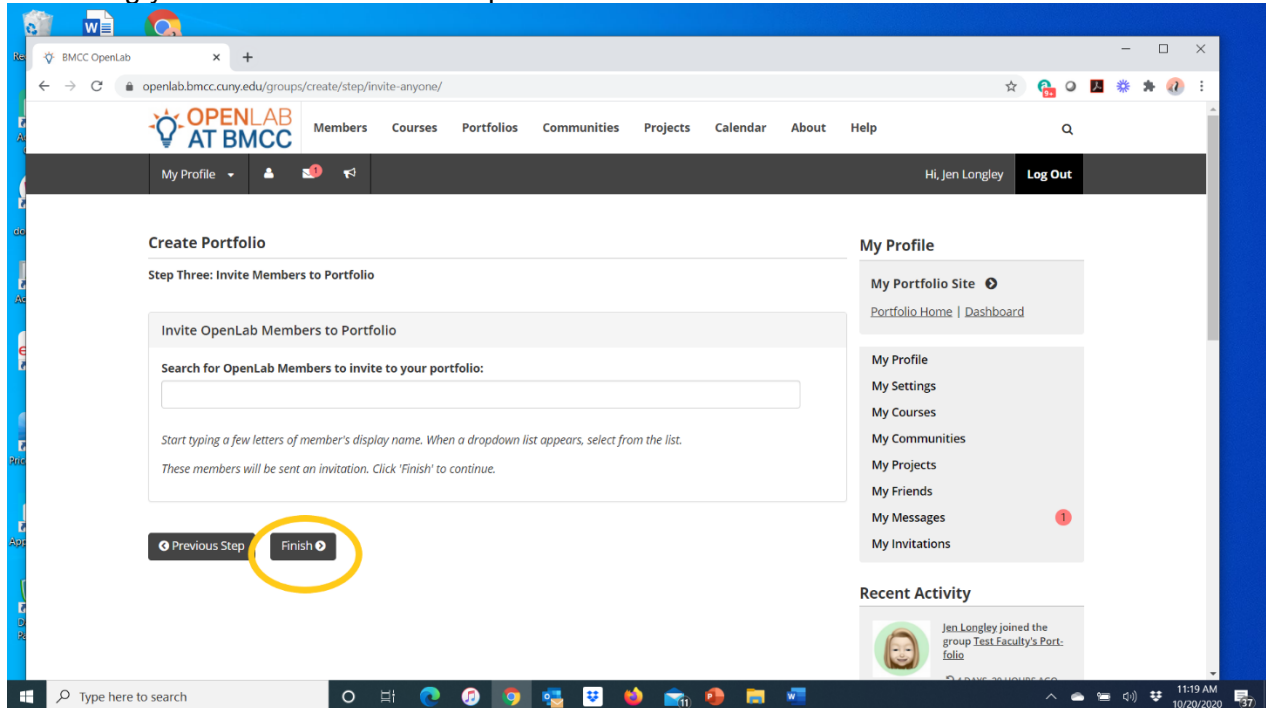 BMCC OpenLab
openlab.bmcc.cuny.edu/groups/create/step/invite-anyone/
9+
OPENLAB
AT BMCC
Members Courses Portfolios Communities Projects Calendar About Help
My Profile 1 Hi, Jen Longley Log Out
Create Portfolio
Step Three: Invite Members to Portfolio
Invite OpenLab Members to Portfolio
Search for OpenLab Members to invite to your portfolio:
Start typing a few letters of member's display name. When a dropdown list appears, select from the list.
These members will be sent an invitation. Click 'Finish' to continue.
Previous Step Finish
My Profile
My Portfolio Site
Portfolio Home | Dashboard
My Profile
My Settings
My Courses
My Communities
My Projects
My Friends
My Messages 1
My Invitations
Recent Activity
Jen Longley joined the
group Test Faculty's Port-
folio
Type here to search
11
11:19 AM
10/20/2020
37